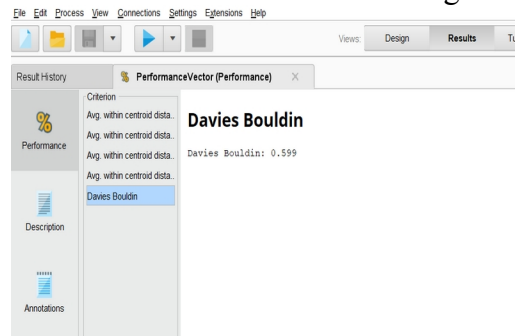 File Edit Process View Connections Settings Extensions Help
Views: Design Results
Result History
PerformanceVector (Performance)
Criterion
Avg. within centroid dista..
Avg. within centroid dista..
Avg. within centroid dista..
Avg. within centroid dista..
Davies Bouldin
Performance
Description
Annotations
Davies Bouldin
Davies Bouldin: 0.599